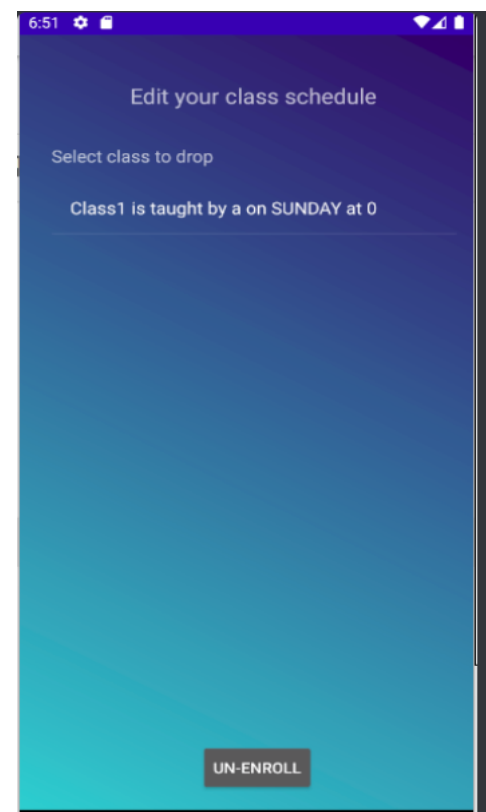 6:51
Edit your class schedule
Select class to drop
Class1 is taught by a on SUNDAY at 0
UN-ENROLL